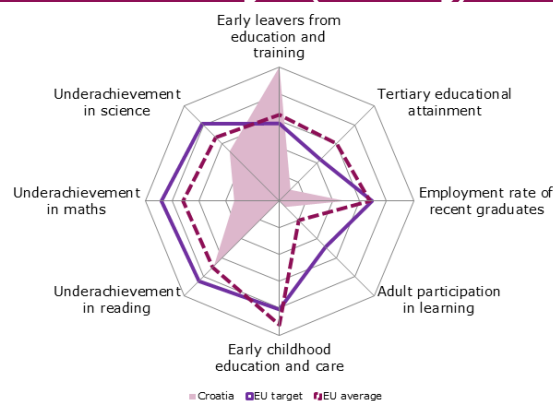 Early leavers from
education and
training
Underachievement
in science
Tertiary educational
attainment
Underachievement
in maths
Employment rate of
recent graduates
Underachievement
in reading
Adult participation
in learning
Early childhood
education and care
Croatia EU target EU average